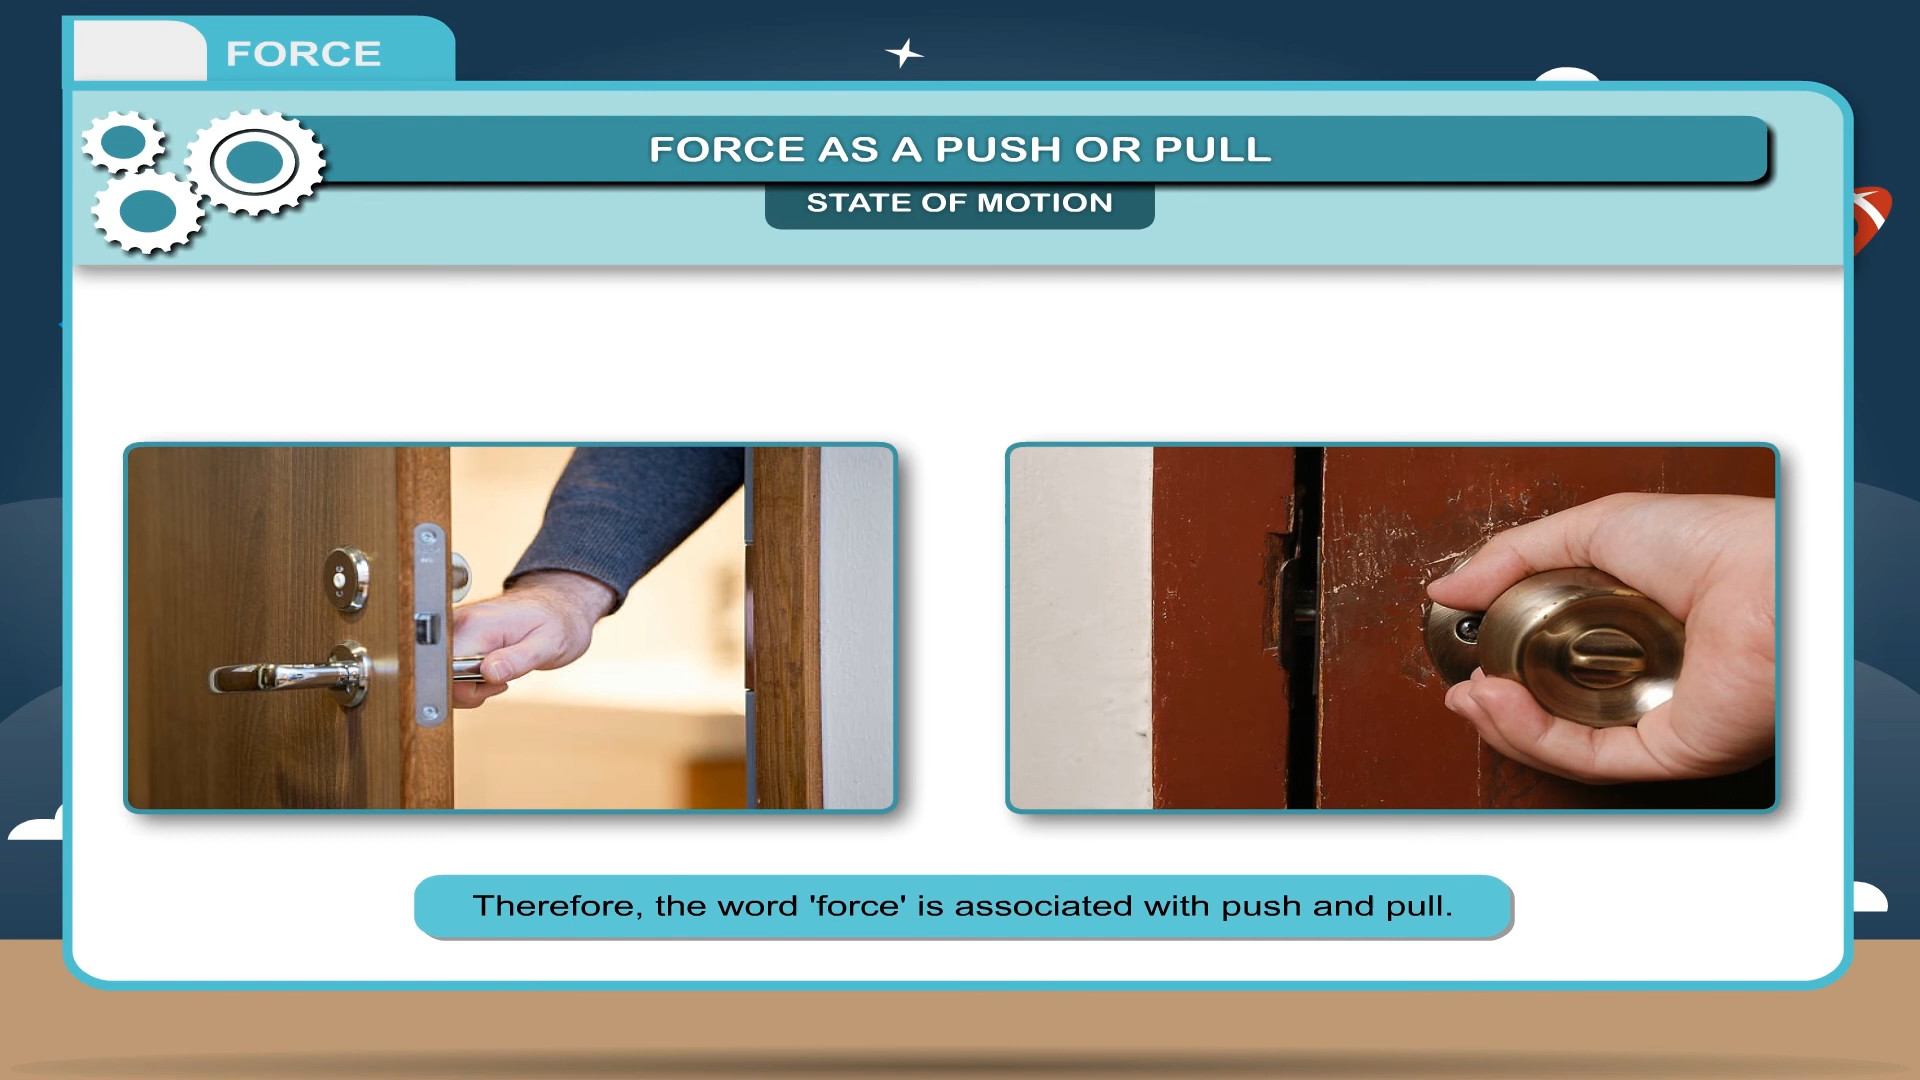 FORCE
FORCE AS A PUSH OR PULL
STATE OF MOTION
Therefore, the word 'force' is associated with push and pull.